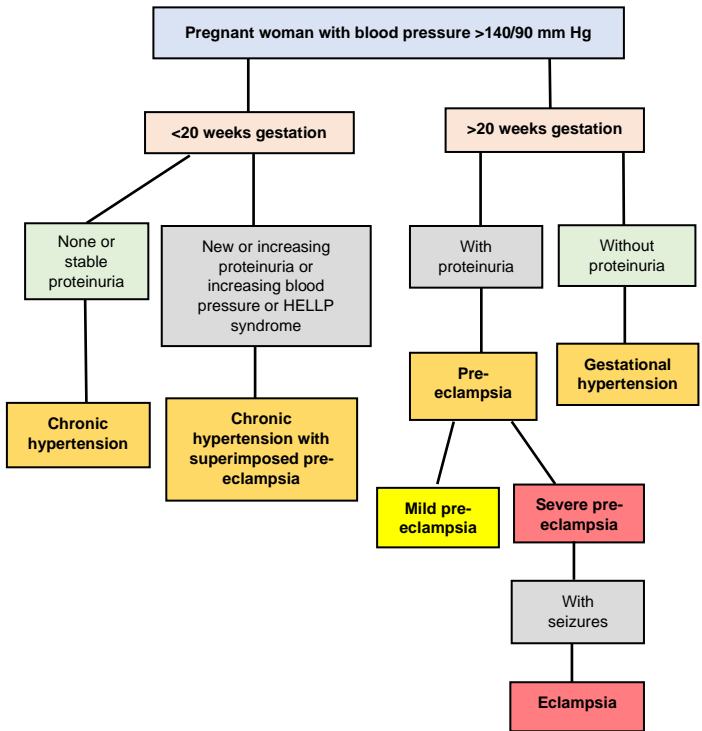 Pregnant woman with blood pressure >140/90 mm Hg
<20 weeks gestation
>20 weeks gestation
None or
stable
proteinuria
New or increasing
proteinuria or
increasing blood
pressure or HELLP
syndrome
With
proteinuria
Without
proteinuria
Chronic
hypertension
Chronic
hypertension with
superimposed pre-
eclampsia
Pre-
eclampsia
Gestational
hypertension
Mild pre-
eclampsia
Severe pre-
eclampsia
With
seizures
Eclampsia